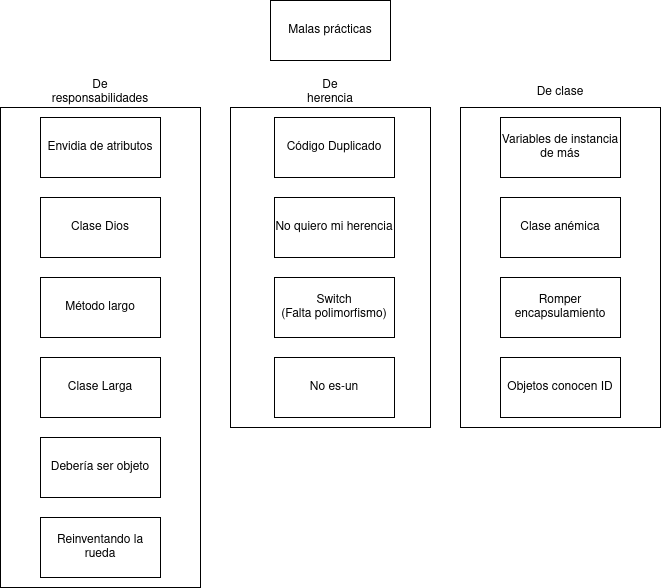 Malas prácticas
De
responsabilidades
Envidia de atributos
Clase Dios
Método largo
Clase Larga
Debería ser objeto
Reinventando la
rueda
De
herencia
Código Duplicado
No quiero mi herencia
Switch
(Falta polimorfismo)
No es-un
De clase
Variables de instancia
de más
Clase anémica
Romper
encapsulamiento
Objetos conocen ID